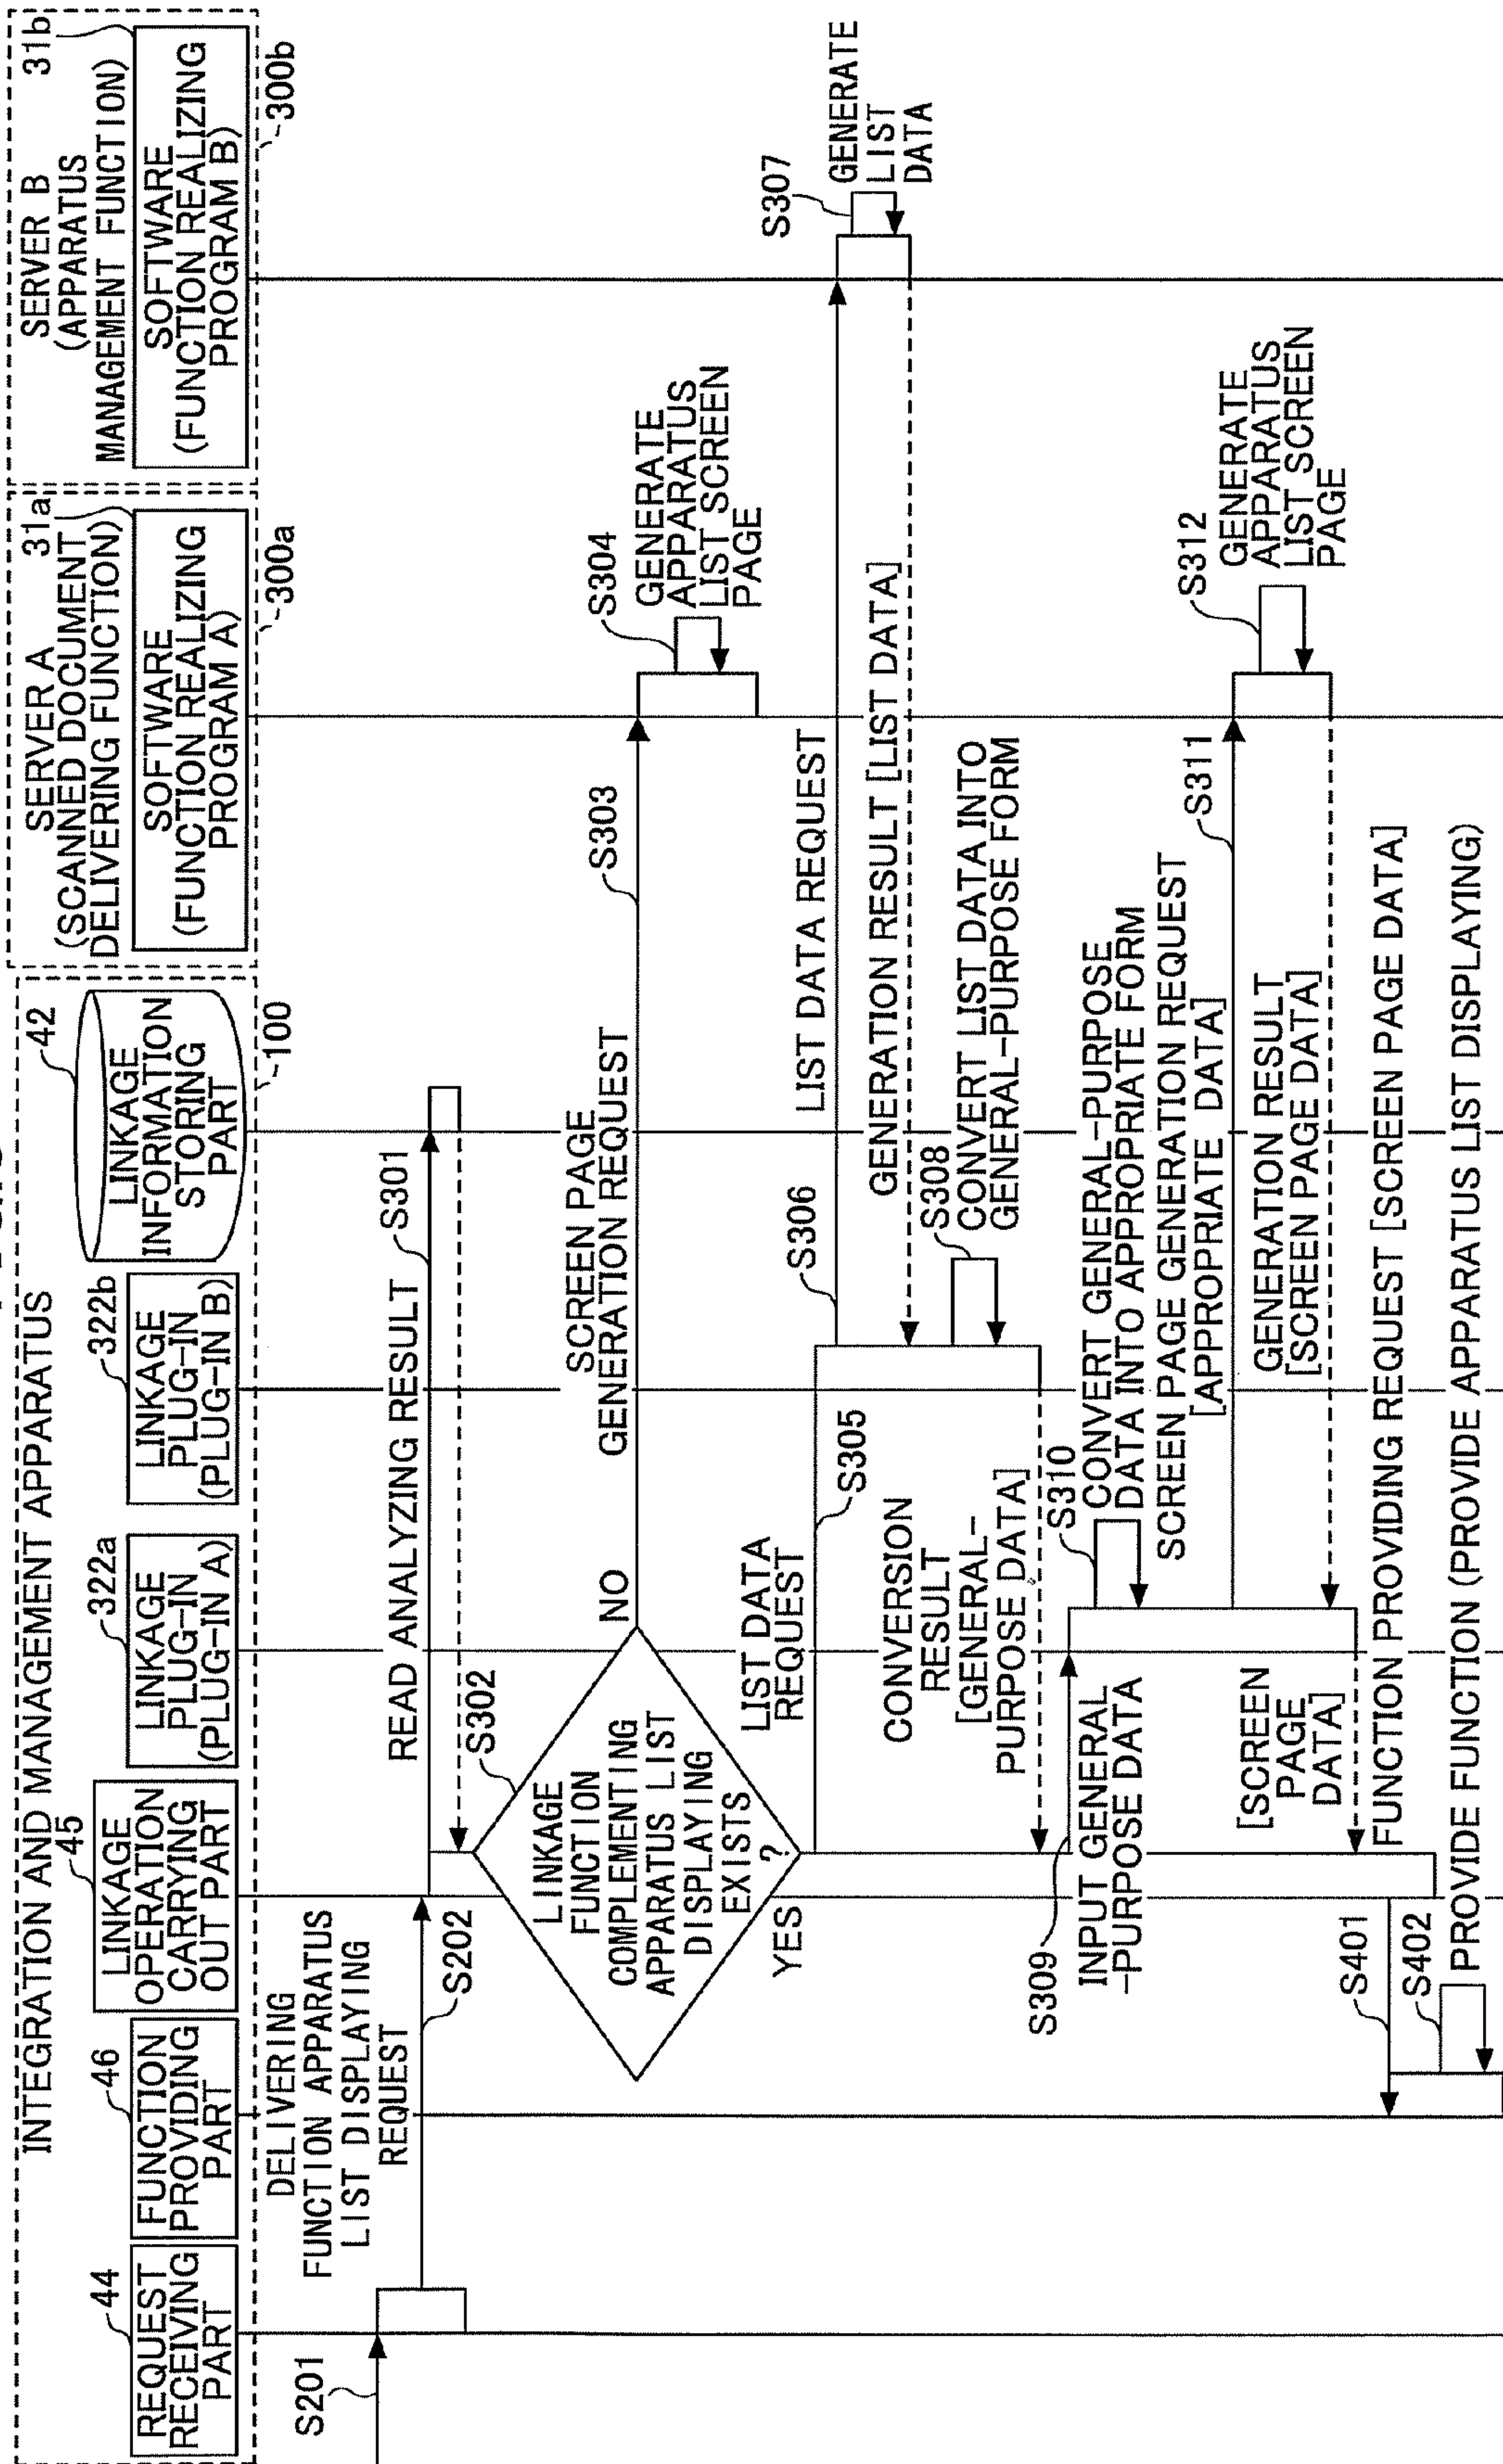 INTEGRATION AND MANAGEMENT APPARATUS
44
REQUEST
RECEIVING
PART
46
FUNCTION
PROVIDING
PART
45
LINKAGE
OPERATION
CARRYING
OUT PART
322a
LINKAGE
PLUG-IN
(PLUG-IN A)
322b
LINKAGE
PLUG-IN
(PLUG-IN B)
42
LINKAGE
INFORMATION
STORING
PART
100
SERVER A
(SCANNED DOCUMENT
DELIVERING FUNCTION)
31a
SOFTWARE
(FUNCTION REALIZING
PROGRAM A)
300a
SERVER B
(APPARATUS
MANAGEMENT FUNCTION)
31b
SOFTWARE
(FUNCTION REALIZING
PROGRAM B)
300b
S201
DELIVERING
FUNCTION APPARATUS
LIST DISPLAYING
REQUEST
S202
READ ANALYZING RESULT
S301
S302
LINKAGE
FUNCTION
COMPLEMENTING
APPARATUS LIST
DISPLAYING
EXISTS
?
NO
YES
SCREEN PAGE
GENERATION REQUEST
S303
S304
GENERATE
APPARATUS
LIST SCREEN
PAGE
LIST DATA
REQUEST
S305
S306
LIST DATA REQUEST
S307
GENERATE
LIST
DATA
GENERATION RESULT [LIST DATA]
S308
CONVERT LIST DATA INTO
GENERAL-PURPOSE FORM
CONVERSION
RESULT
[GENERAL-
PURPOSE DATA]
S309
INPUT GENERAL
-PURPOSE DATA
S310
CONVERT GENERAL-PURPOSE
DATA INTO APPROPRIATE FORM
SCREEN PAGE GENERATION REQUEST
[APPROPRIATE DATA]
S311
S312
GENERATE
APPARATUS
LIST SCREEN
PAGE
GENERATION RESULT
[SCREEN PAGE DATA]
[SCREEN
PAGE
DATA]
FUNCTION PROVIDING REQUEST [SCREEN PAGE DATA]
S401
S402
PROVIDE FUNCTION (PROVIDE APPARATUS LIST DISPLAYING)